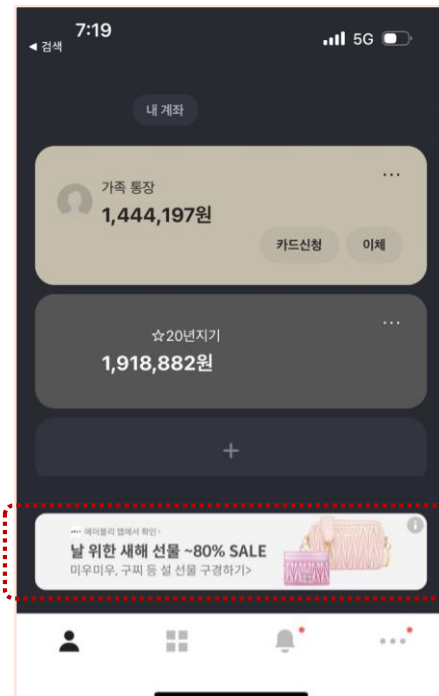 7:19
5G
◀ 검색
내 계좌
가족 통장
1,444,197원
카드신청 이체
☆20년지기
1,918,882원
에이블리 앱에서 확인
날 위한 새해 선물 ~80% SALE
미우미우, 구찌 등 설 선물 구경하기>